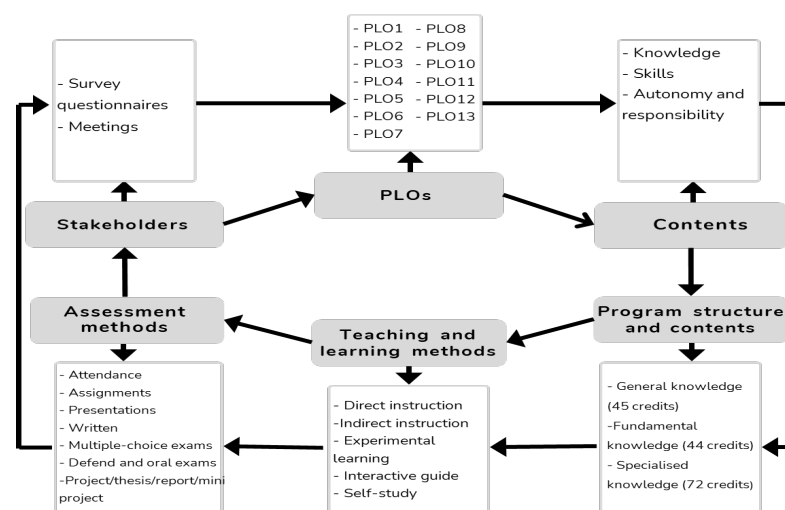 - Survey
questionnaires
- Meetings
- PLO1
- PLO2
- PLO3
- PLO4
- PLO5
- PLO6
- PLO7
- PLO8
- PLO9
- PLO10
- PLO11
- PLO12
- PLO13
- Knowledge
- Skills
- Autonomy and
responsibility
Stakeholders
PLOs
Contents
Assessment
methods
Teaching and
learning methods
Program structure
and contents
- Attendance
- Assignments
- Presentations
- Written
- Multiple-choice exams
- Defend and oral exams
-Project/thesis/report/mini
project
- Direct instruction
-Indirect instruction
- Experimental
learning
- Interactive guide
- Self-study
- General knowledge
(45 credits)
-Fundamental
knowledge (44 credits)
- Specialised
knowledge (72 credits)